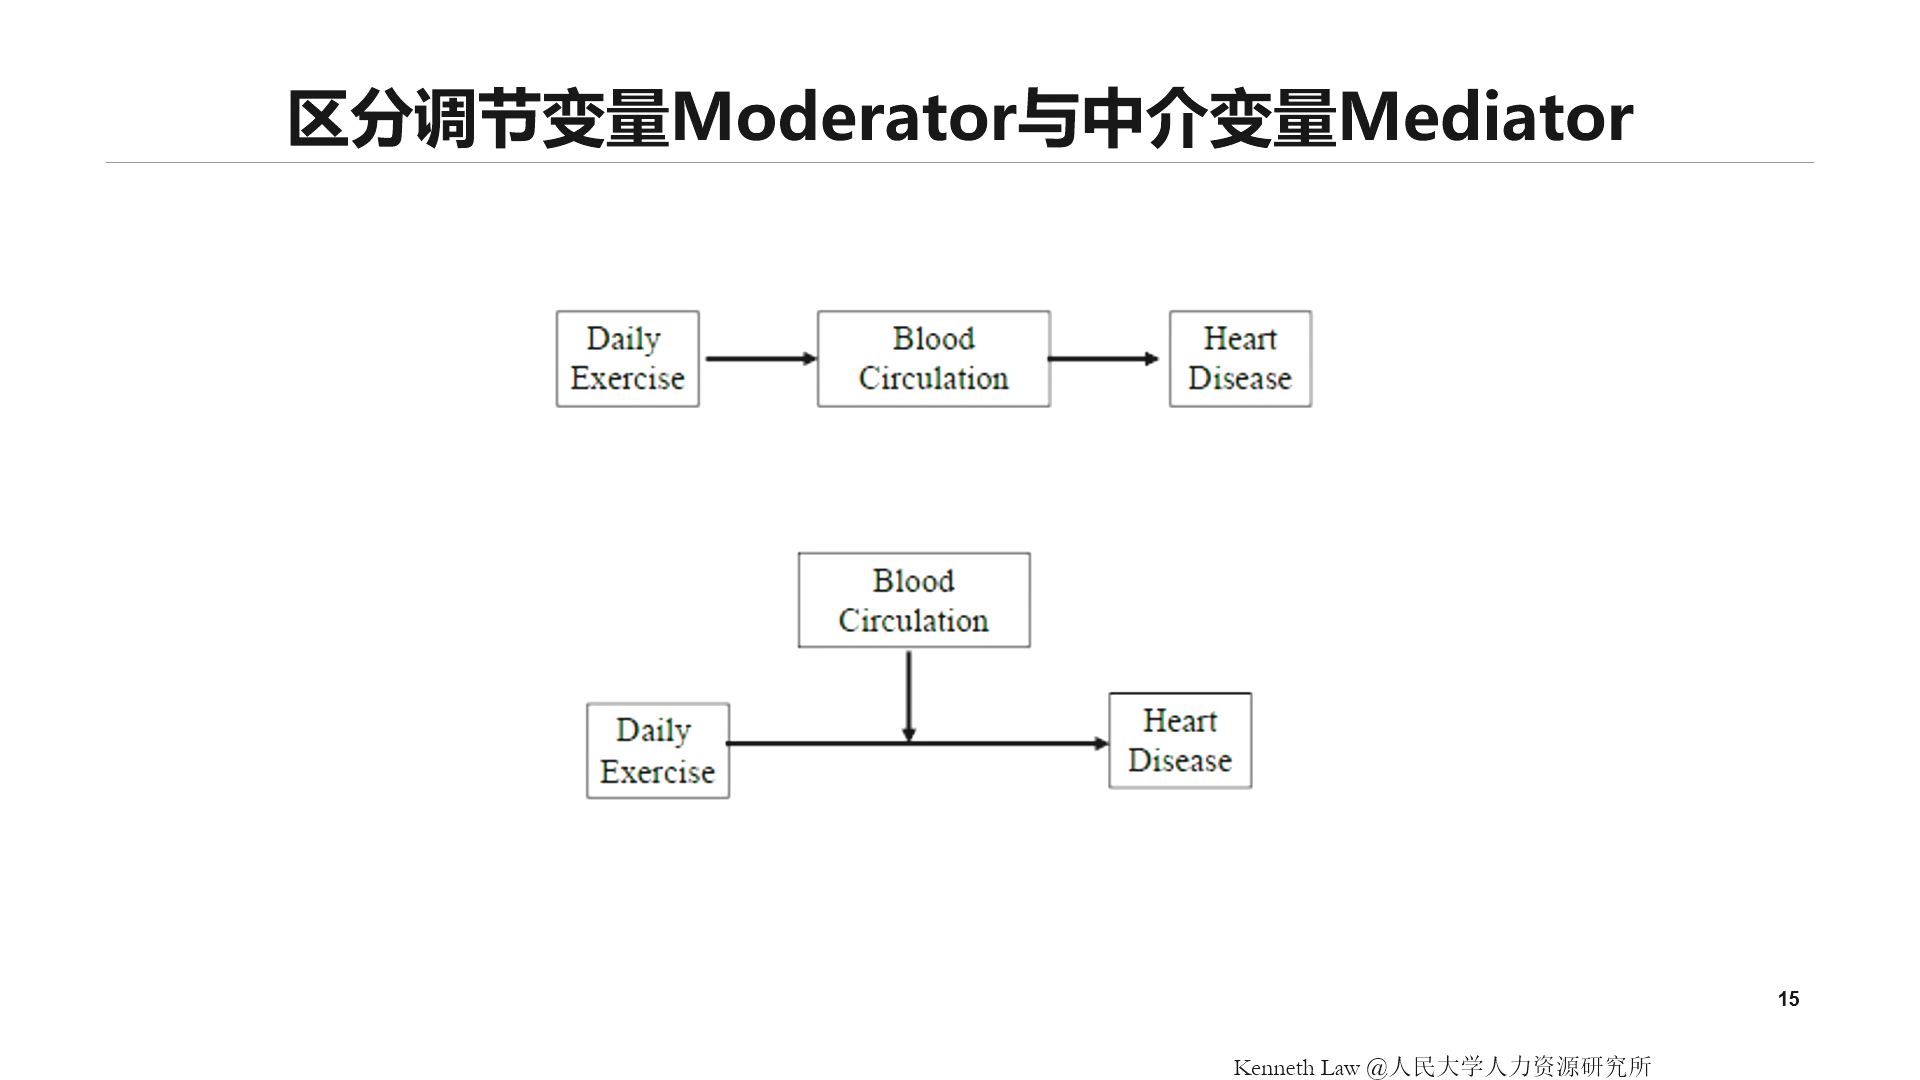 区分调节变量Moderator与中介变量Mediator
Daily
Exercise
Blood
Circulation
Heart
Disease
Blood
Circulation
Daily
Exercise
Heart
Disease
15
Kenneth Law @人民大学人力资源研究所